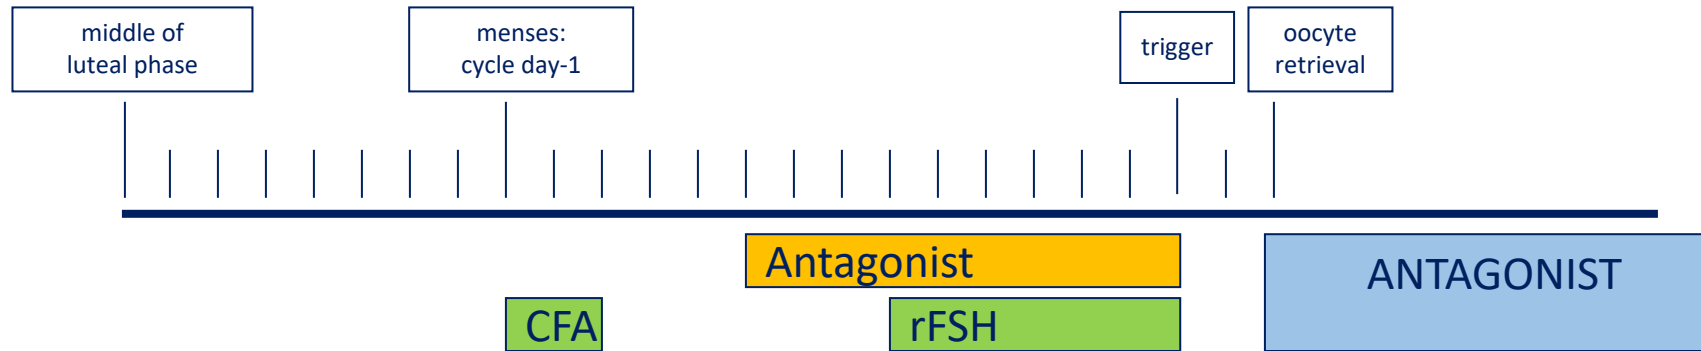 middle of
luteal phase
menses:
cycle day-1
trigger
oocyte
retrieval
Antagonist
ANTAGONIST
CFA
rFSH